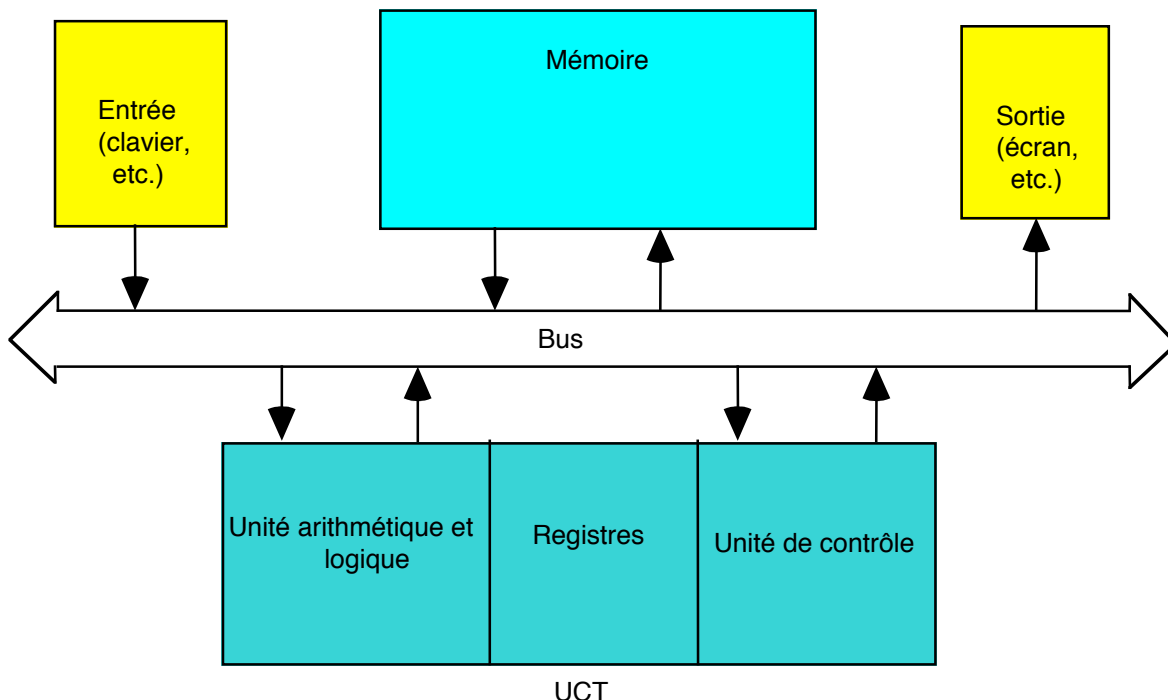 Entrée
(clavier,
etc.)
Mémoire
Sortie
(écran,
etc.)
Bus
Unité arithmétique et
logique
Registres
Unité de contrôle
UCT